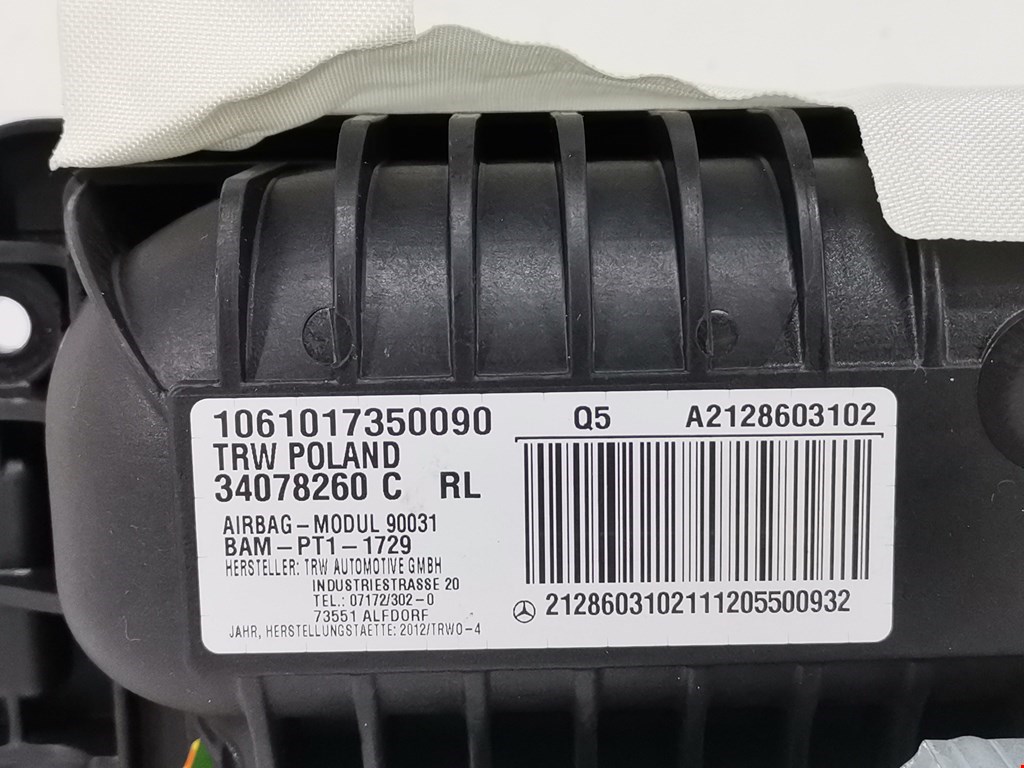 1061017350090
Q5
A2128603102
TRW POLAND
34078260 C RL
AIRBAG-MODUL 90031
BAM-PT1-1729
HERSTELLER: TRW AUTOMOTIVE GMBH
INDUSTRIESTRASSE 20
TEL.: 07172/302-0
73551 ALFDORF
JAHR, HERSTELLUNGSTAETTE: 2012/TRWO-4
2128603102111205500932